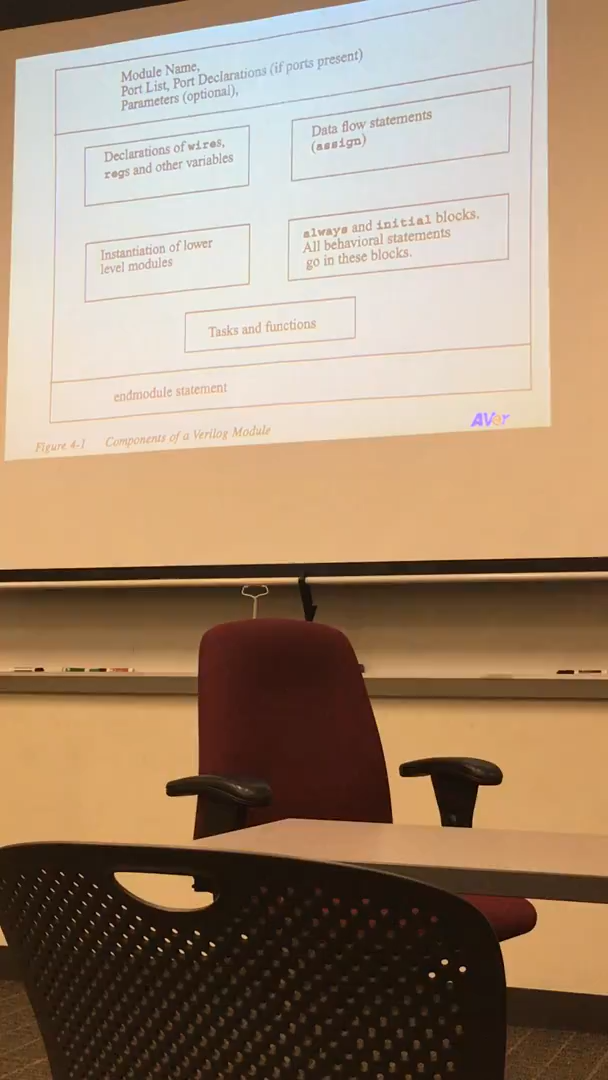 Module Name,
Port List, Port Declarations (if ports present)
Parameters (optional),
Declarations of wires,
regs and other variables
Data flow statements
(assign)
Instantiation of lower
level modules
always and initial blocks.
All behavioral statements
go in these blocks.
Tasks and functions
endmodule statement
Figure 4-1 Components of a Verilog Module
AVer